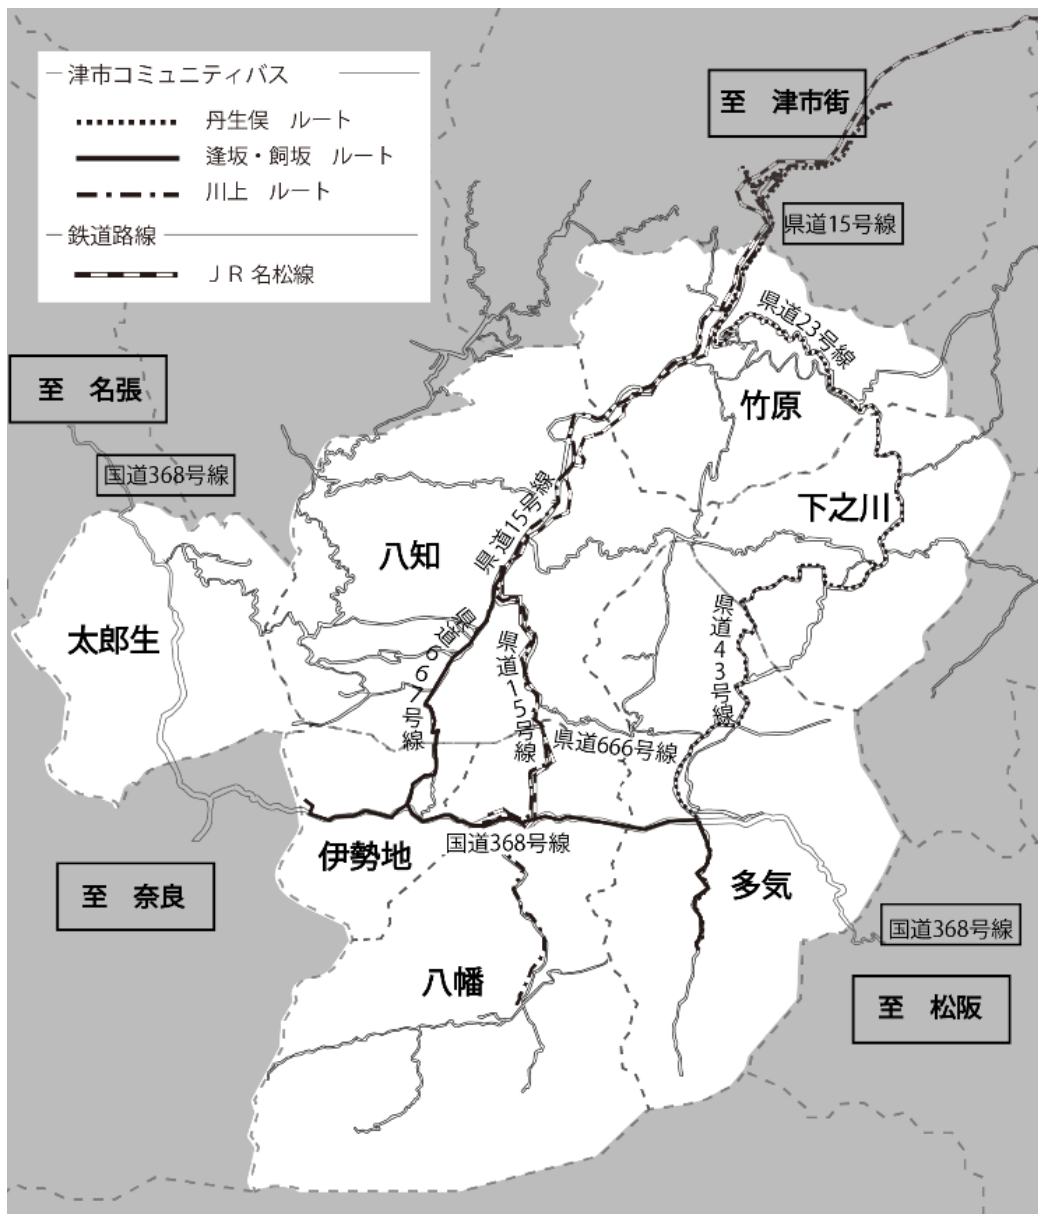 津市コミュニティバス
丹生俣　ルート
逢坂・飼坂　ルート
川上　ルート
鉄道路線
ＪＲ名松線
至　津市街
県道15号線
県道23号線
至　名張
竹原
国道368号線
下之川
県道15号線
八知
太郎生
県道667号線
県道15号線
県道43号線
県道666号線
国道368号線
伊勢地
至　奈良
多気
国道368号線
八幡
至　松阪